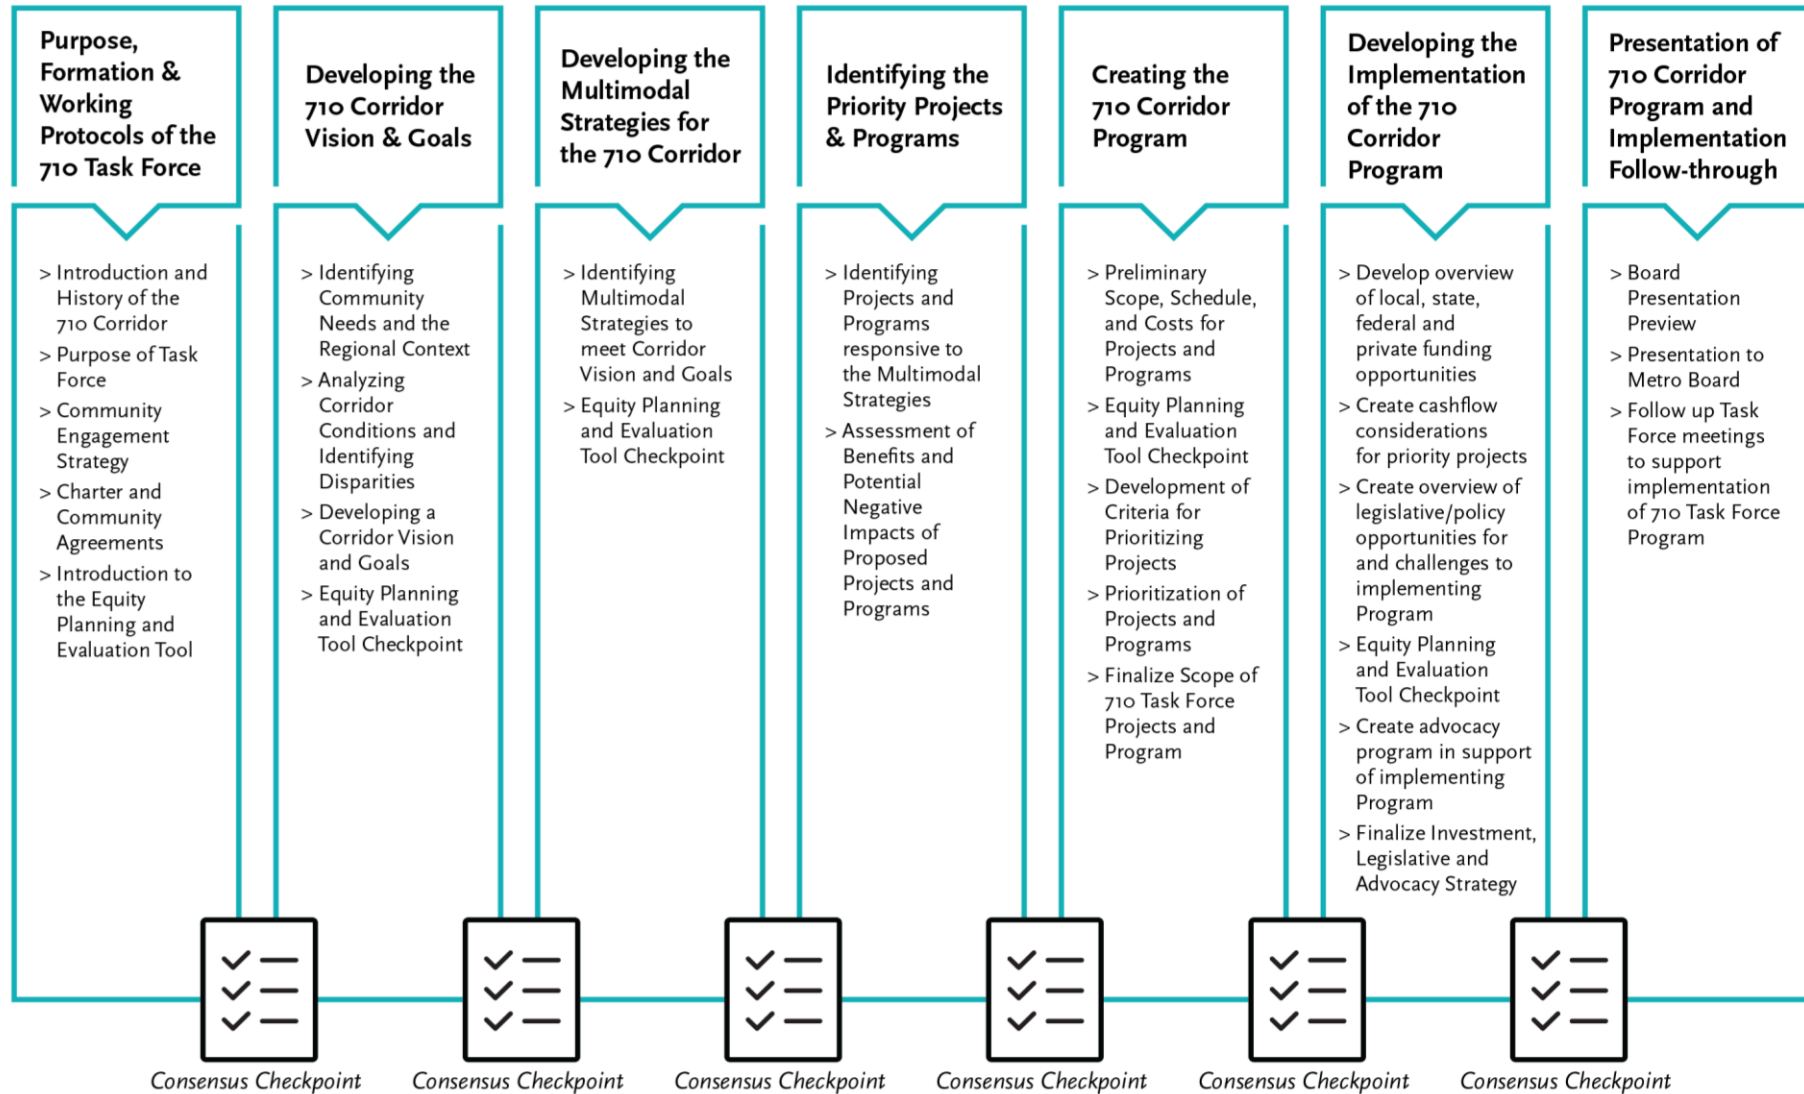 Purpose,
Formation &
Working
Protocols of the
710 Task Force
> Introduction and
History of the
710 Corridor
> Purpose of Task
Force
> Community
Engagement
Strategy
> Charter and
Community
Agreements
> Introduction to
the Equity
Planning and
Evaluation Tool
Developing the
710 Corridor
Vision & Goals
> Identifying
Community
Needs and the
Regional Context
> Analyzing
Corridor
Conditions and
Identifying
Disparities
> Developing a
Corridor Vision
and Goals
> Equity Planning
and Evaluation
Tool Checkpoint
Developing the
Multimodal
Strategies for
the 710 Corridor
> Identifying
Multimodal
Strategies to
meet Corridor
Vision and Goals
> Equity Planning
and Evaluation
Tool Checkpoint
Identifying the
Priority Projects
& Programs
> Identifying
Projects and
Programs
responsive to
the Multimodal
Strategies
> Assessment of
Benefits and
Potential
Negative
Impacts of
Proposed
Projects and
Programs
Creating the
710 Corridor
Program
> Preliminary
Scope, Schedule,
and Costs for
Projects and
Programs
> Equity Planning
and Evaluation
Tool Checkpoint
> Development of
Criteria for
Prioritizing
Projects
> Prioritization of
Projects and
Programs
> Finalize Scope of
710 Task Force
Projects and
Program
Developing the
Implementation
of the 710
Corridor
Program
> Develop overview
of local, state,
federal and
private funding
opportunities
> Create cashflow
considerations
for priority projects
> Create overview of
legislative/policy
opportunities for
and challenges to
implementing
Program
> Equity Planning
and Evaluation
Tool Checkpoint
> Create advocacy
program in support
of implementing
Program
> Finalize Investment,
Legislative and
Advocacy Strategy
Presentation of
710 Corridor
Program and
Implementation
Follow-through
> Board
Presentation
Preview
> Presentation to
Metro Board
> Follow up Task
Force meetings
to support
implementation
of 710 Task Force
Program
Consensus Checkpoint
Consensus Checkpoint
Consensus Checkpoint
Consensus Checkpoint
Consensus Checkpoint
Consensus Checkpoint